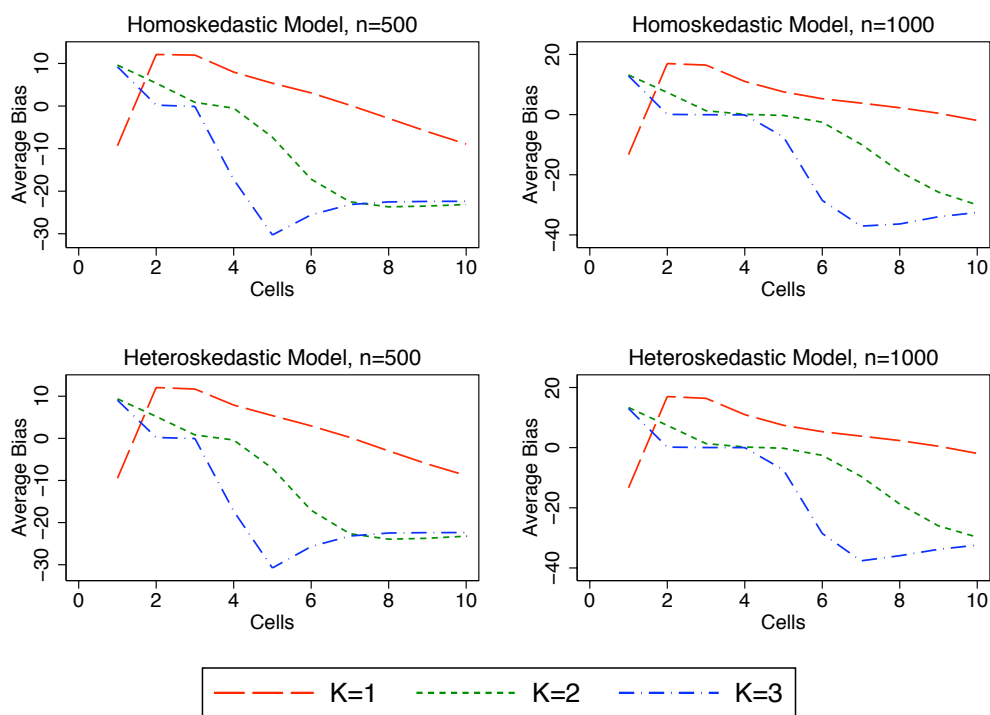 Homoskedastic Model, n=500
Average Bias
10
0
−10
−20
−30
0 2 4 6 8 10
Cells
Homoskedastic Model, n=1000
Average Bias
20
0
−20
−40
0 2 4 6 8 10
Cells
Heteroskedastic Model, n=500
Average Bias
10
0
−10
−20
−30
0 2 4 6 8 10
Cells
Heteroskedastic Model, n=1000
Average Bias
20
0
−20
−40
0 2 4 6 8 10
Cells
K=1 K=2 K=3